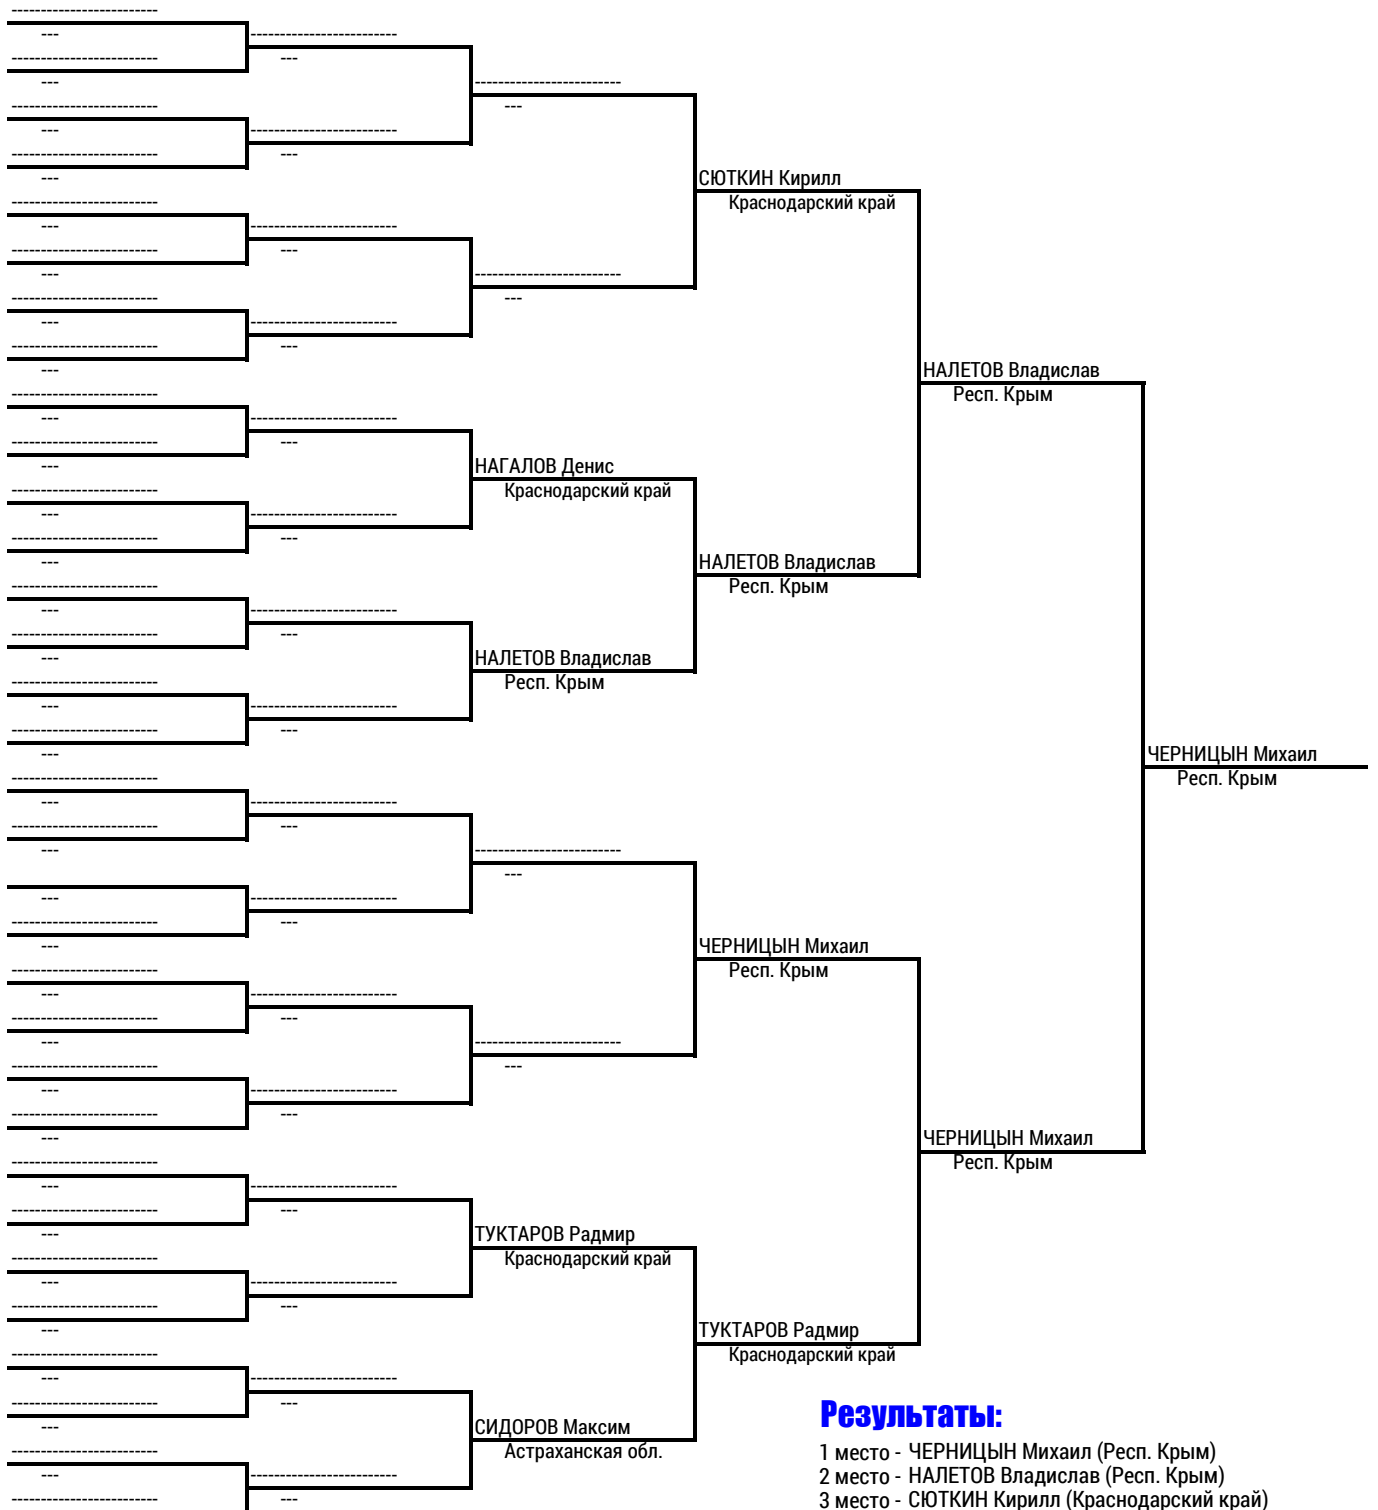 СЮТКИН Кирилл
Краснодарский край
НАЛЕТОВ Владислав
Респ. Крым
НАГАЛОВ Денис
Краснодарский край
НАЛЕТОВ Владислав
Респ. Крым
НАЛЕТОВ Владислав
Респ. Крым
ЧЕРНИЦЫН Михаил
Респ. Крым
ЧЕРНИЦЫН Михаил
Респ. Крым
ЧЕРНИЦЫН Михаил
Респ. Крым
ТУКТАРОВ Радмир
Краснодарский край
ТУКТАРОВ Радмир
Краснодарский край
СИДОРОВ Максим
Астраханская обл.
Результаты:
1 место - ЧЕРНИЦЫН Михаил (Респ. Крым)
2 место - НАЛЕТОВ Владислав (Респ. Крым)
3 место - СЮТКИН Кирилл (Краснодарский край)